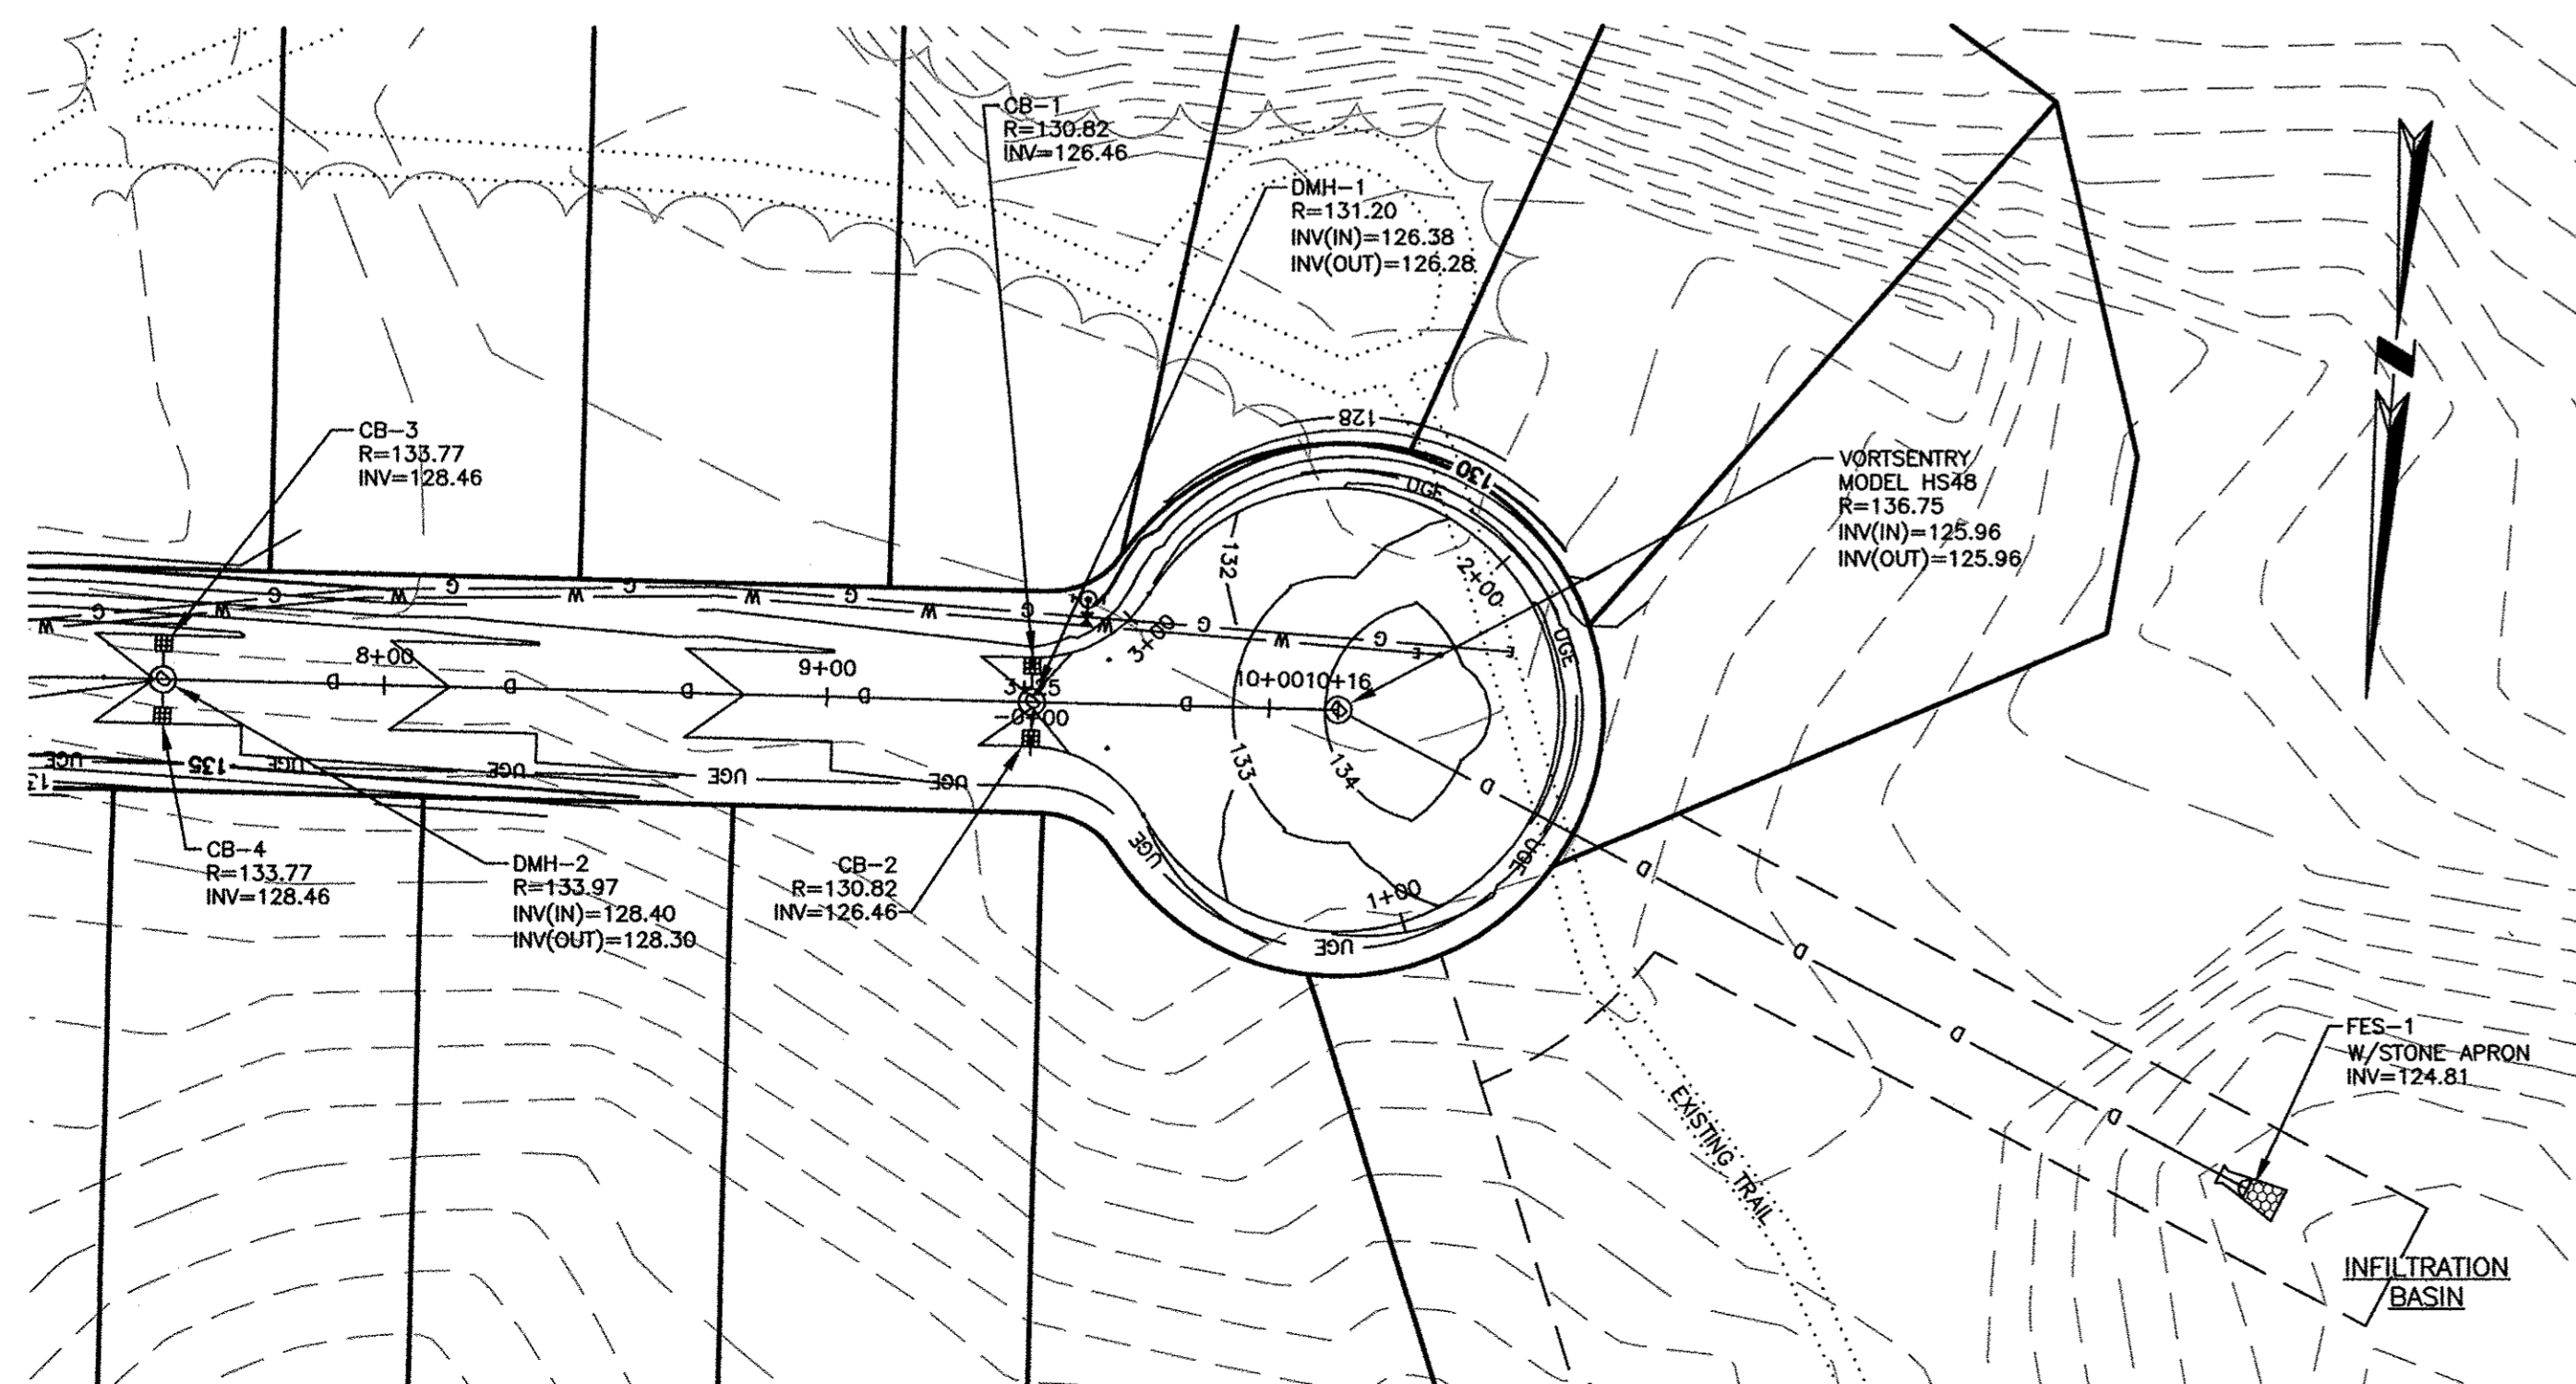 CB-1
R=130.82
INV=126.46
DMH-1
R=131.20
INV(IN)=126.38
INV(OUT)=126.28
CB-3
R=133.77
INV=128.46
VORTSENTRY
MODEL HS48
R=136.75
INV(IN)=125.96
INV(OUT)=125.96
128
130
UGE
132
2+00
G
W
G
W
G
W
G
W
G
W
G
W
W
G
W
G
E
E
3+00
UGE
8+00
9+00
3+25
10+00
10+16
-0+00
D
D
D
D
D
D
133
134
UGE
135
UGE
UGE
UGE
UGE
13
UGE
UGE
1+00
UGE
CB-4
R=133.77
INV=128.46
DMH-2
R=133.97
INV(IN)=128.40
INV(OUT)=128.30
CB-2
R=130.82
INV=126.46
D
D
D
D
FES-1
W/STONE APRON
INV=124.81
EXISTING TRAIL
INFILTRATION
BASIN